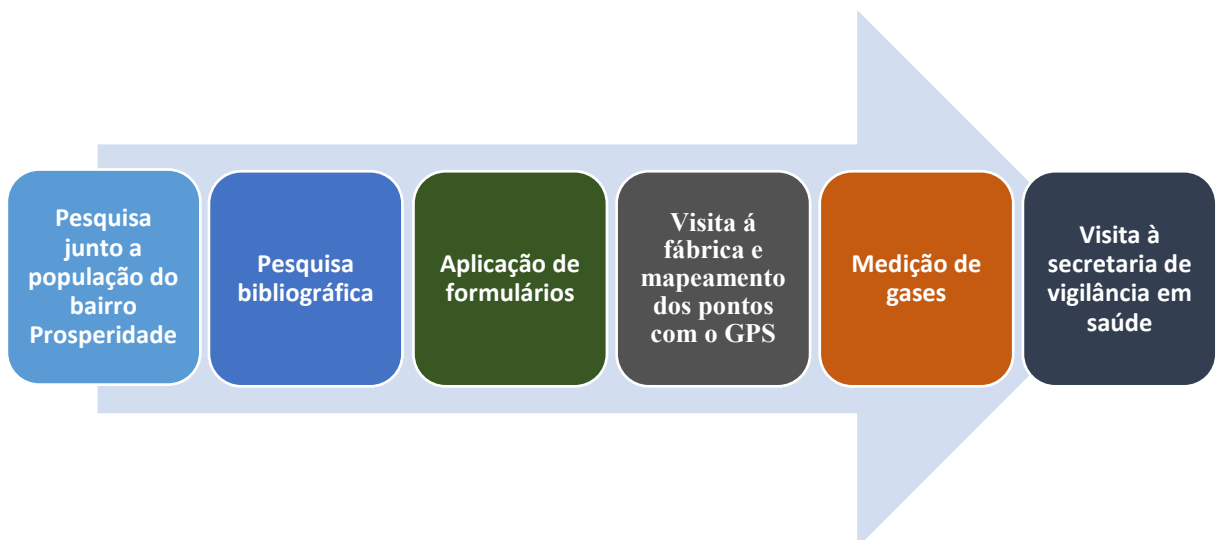 Pesquisa
junto a
população do
bairro
Prosperidade
Pesquisa
bibliográfica
Aplicação de
formulários
Visita á
fábrica e
mapeamento
dos pontos
com o GPS
Medição de
gases
Visita à
secretaria de
vigilância em
saúde